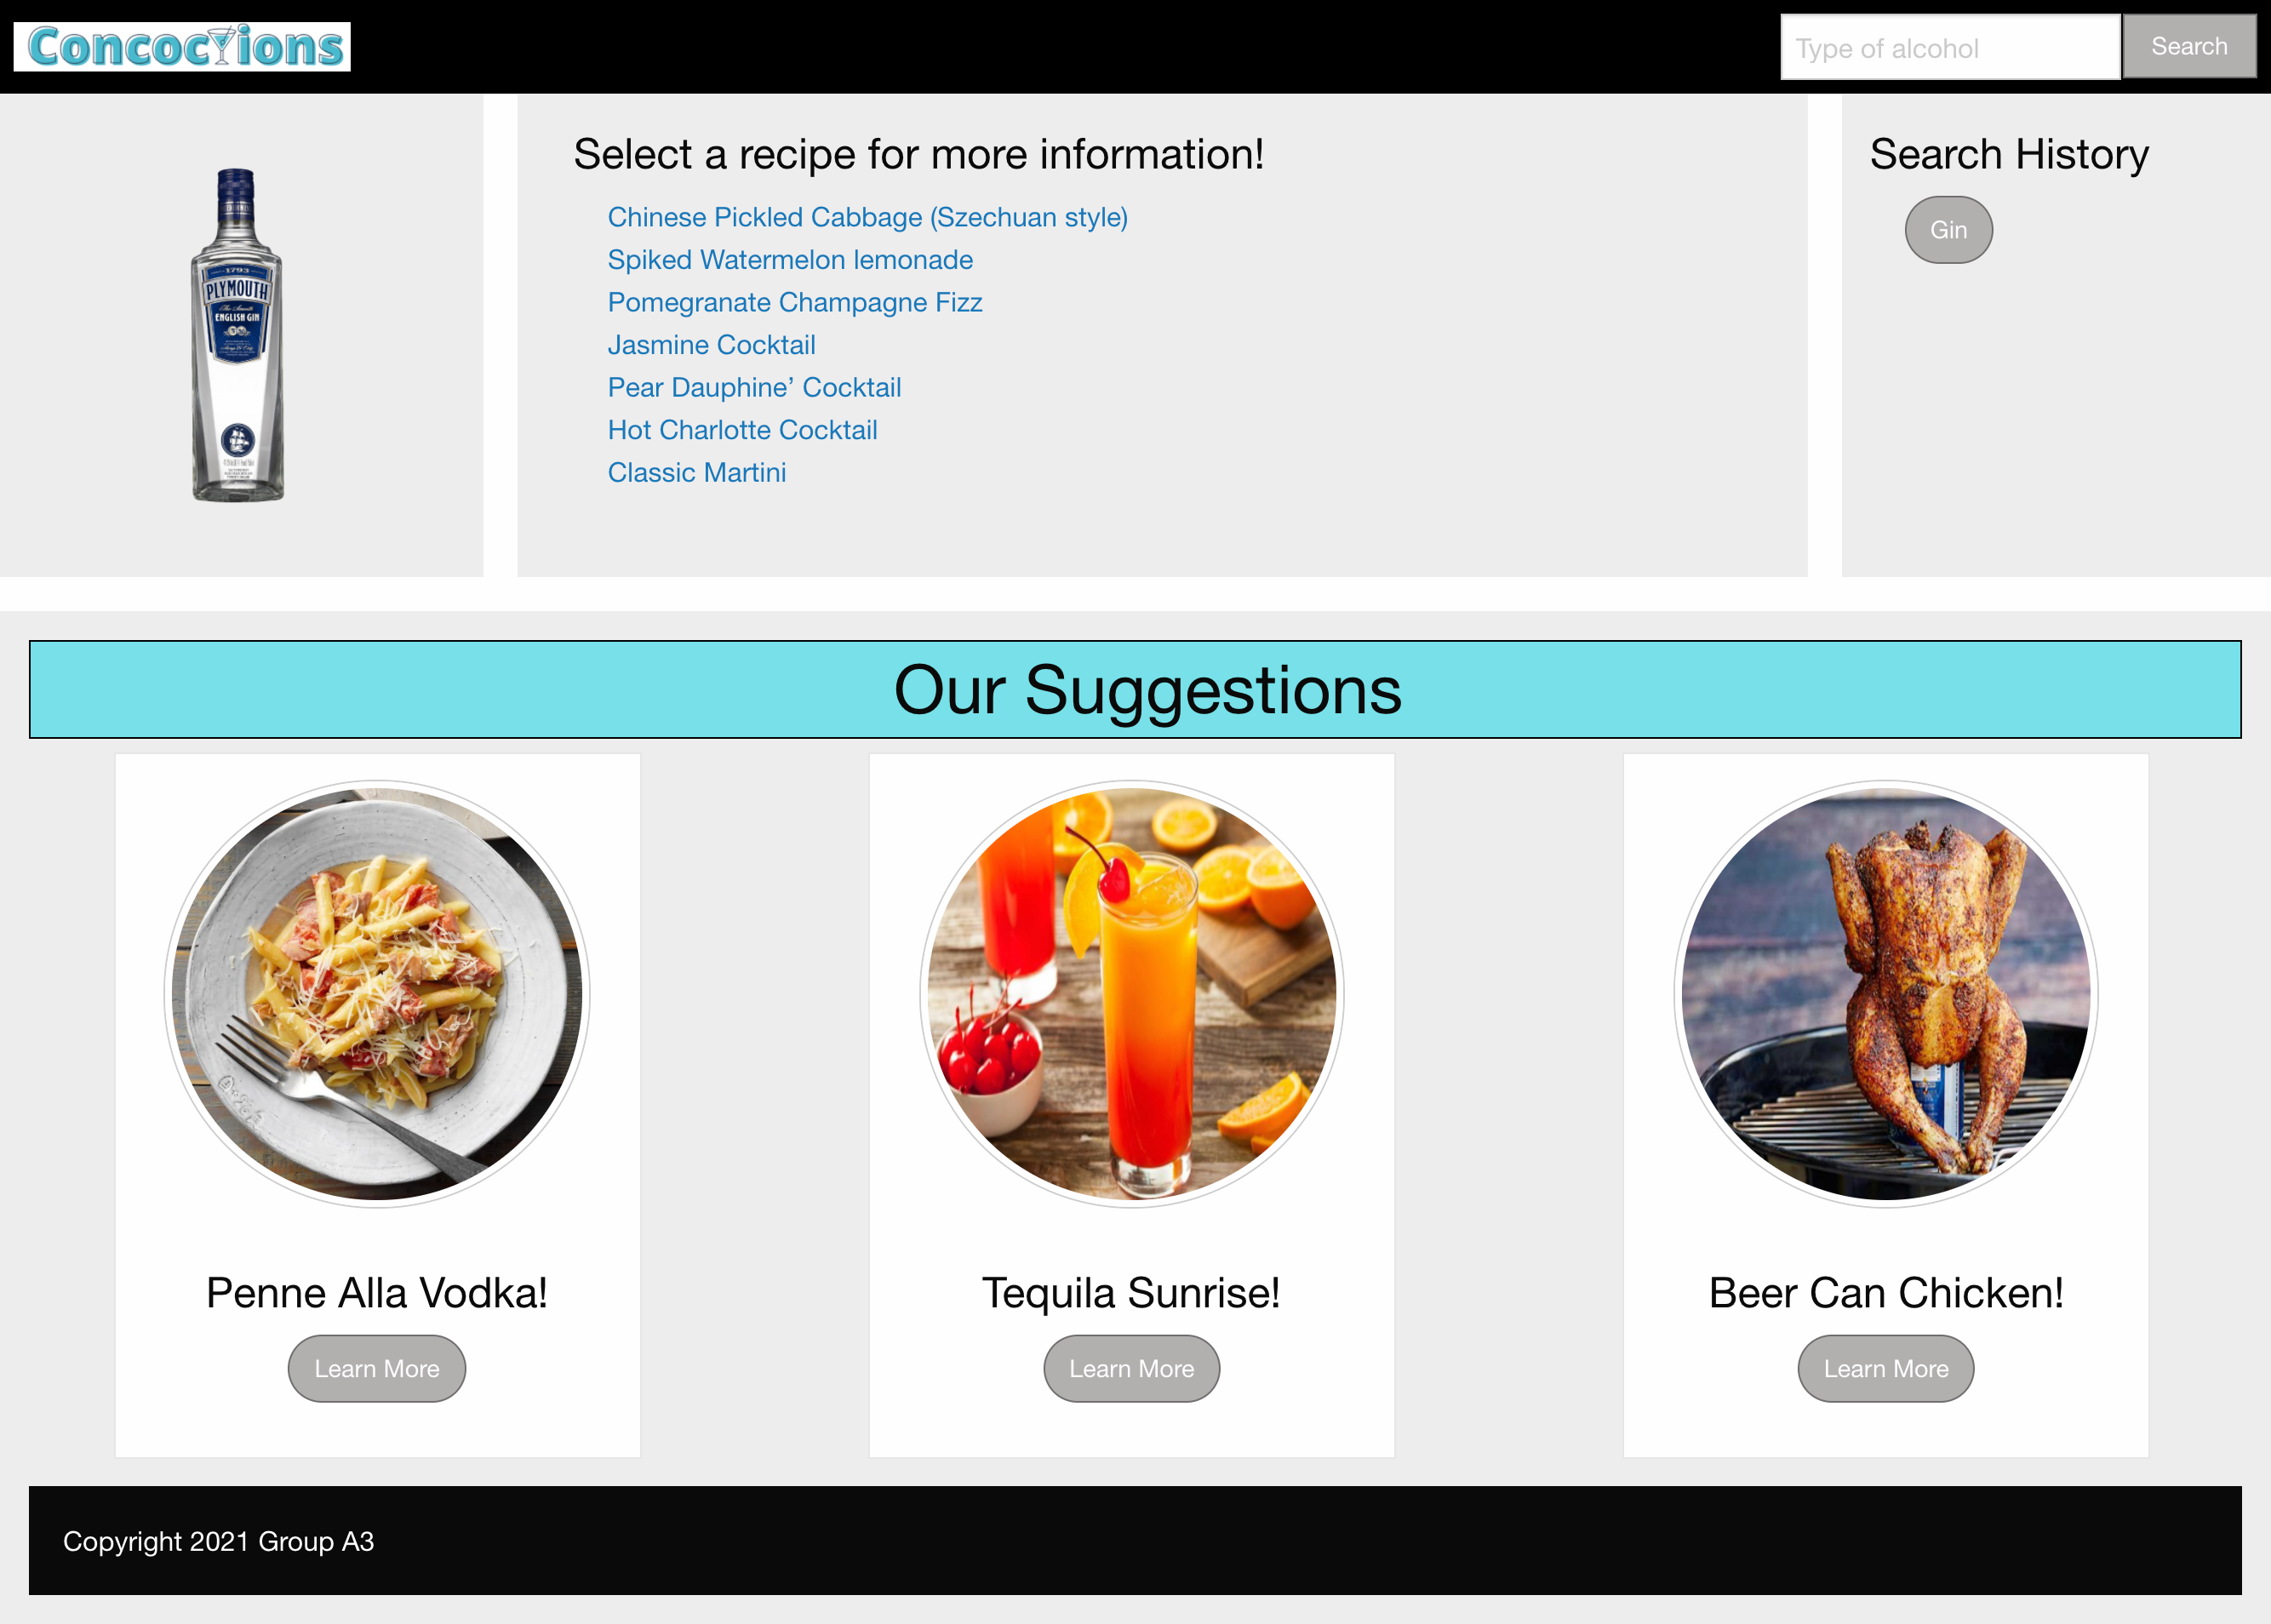 Concoctions
Type of alcohol
Search
1793
PLYMOUTH
ENGLISH GIN
Select a recipe for more information!
Chinese Pickled Cabbage (Szechuan style)
Spiked Watermelon lemonade
Pomegranate Champagne Fizz
Jasmine Cocktail
Pear Dauphine’ Cocktail
Hot Charlotte Cocktail
Classic Martini
Search History
Gin
Our Suggestions
Penne Alla Vodka!
Learn More
Tequila Sunrise!
Learn More
Beer Can Chicken!
Learn More
Copyright 2021 Group A3